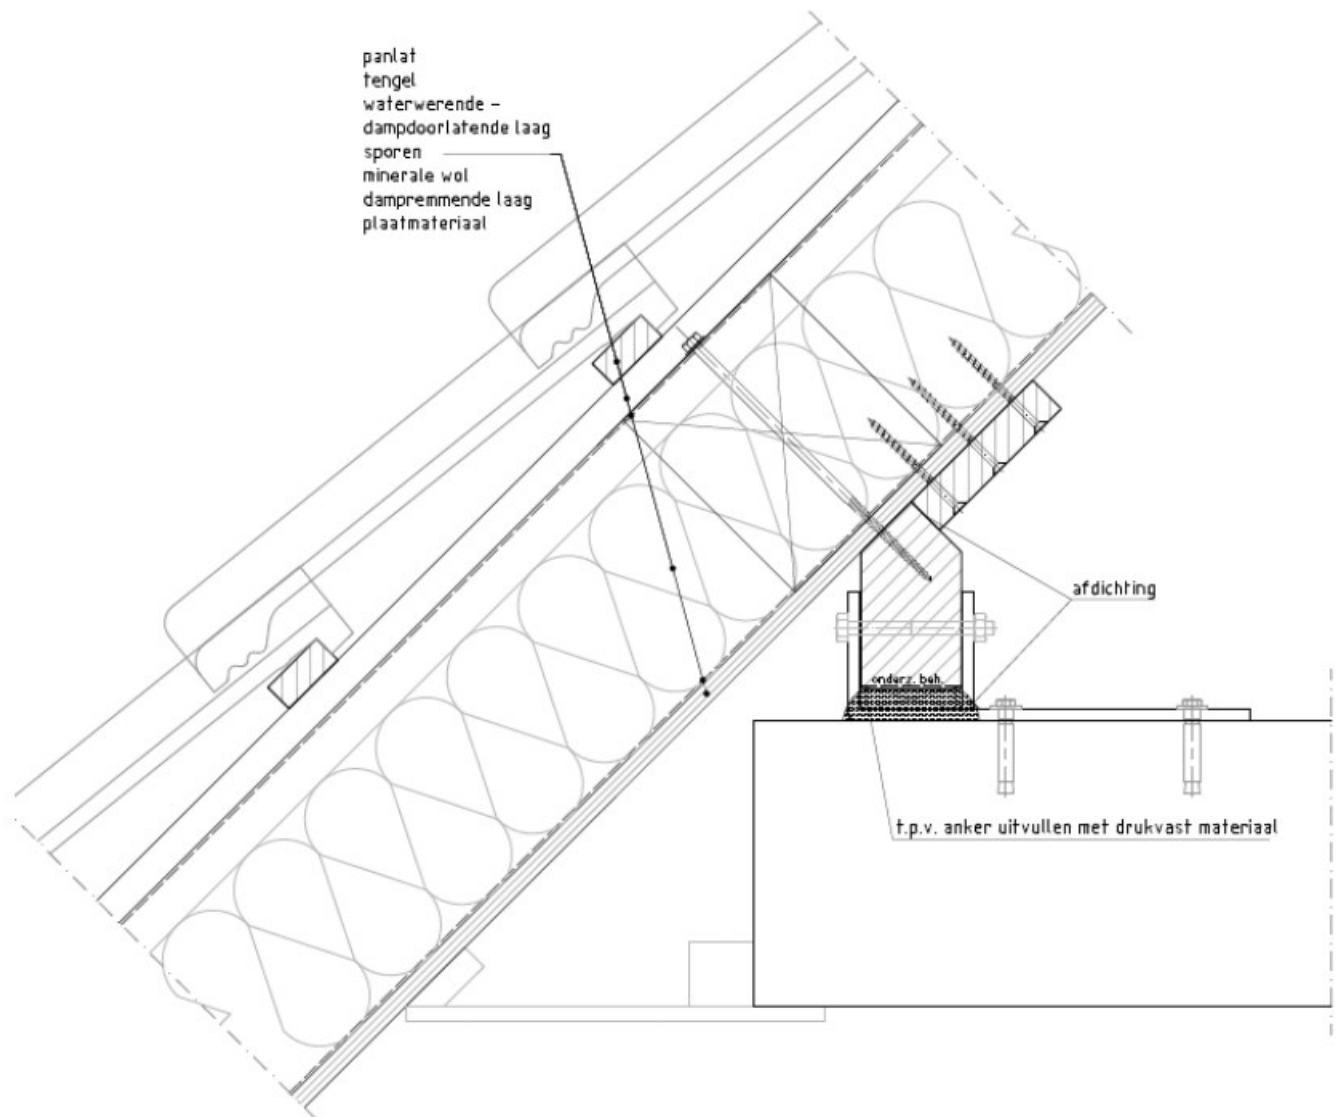 panlat
tengel
waterwerende -
dampdoorlatende laag
sporen
minerale wol
dampremmende laag
plaatmateriaal
afdichting
onderz. beh.
t.p.v. anker uitvullen met drukvast materiaal